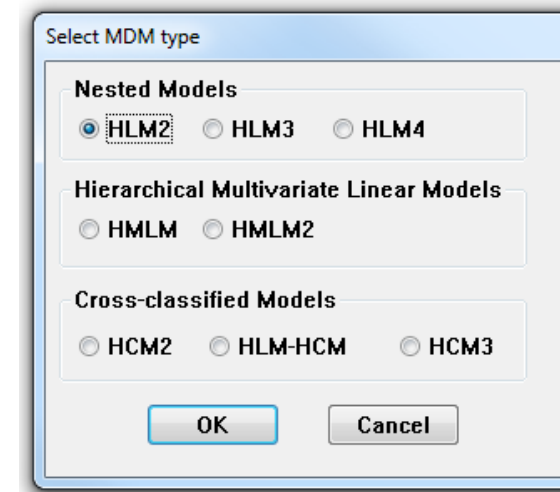 Select MDM type
Nested Models
HLM2 HLM3 HLM4
Hierarchical Multivariate Linear Models
HMLM HMLM2
Cross-classified Models
HCM2 HLM-HCM HCM3
OK Cancel